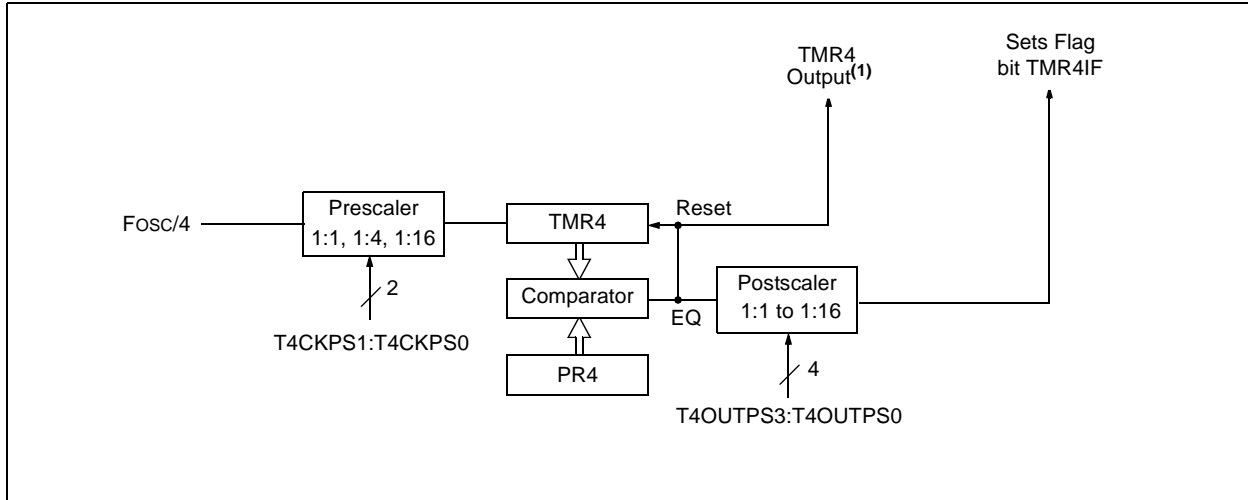 TMR4
Output(1)
Sets Flag
bit TMR4IF
FOSC/4
Prescaler
1:1, 1:4, 1:16
2
T4CKPS1:T4CKPS0
TMR4
Reset
Comparator
EQ
PR4
Postscaler
1:1 to 1:16
4
T4OUTPS3:T4OUTPS0